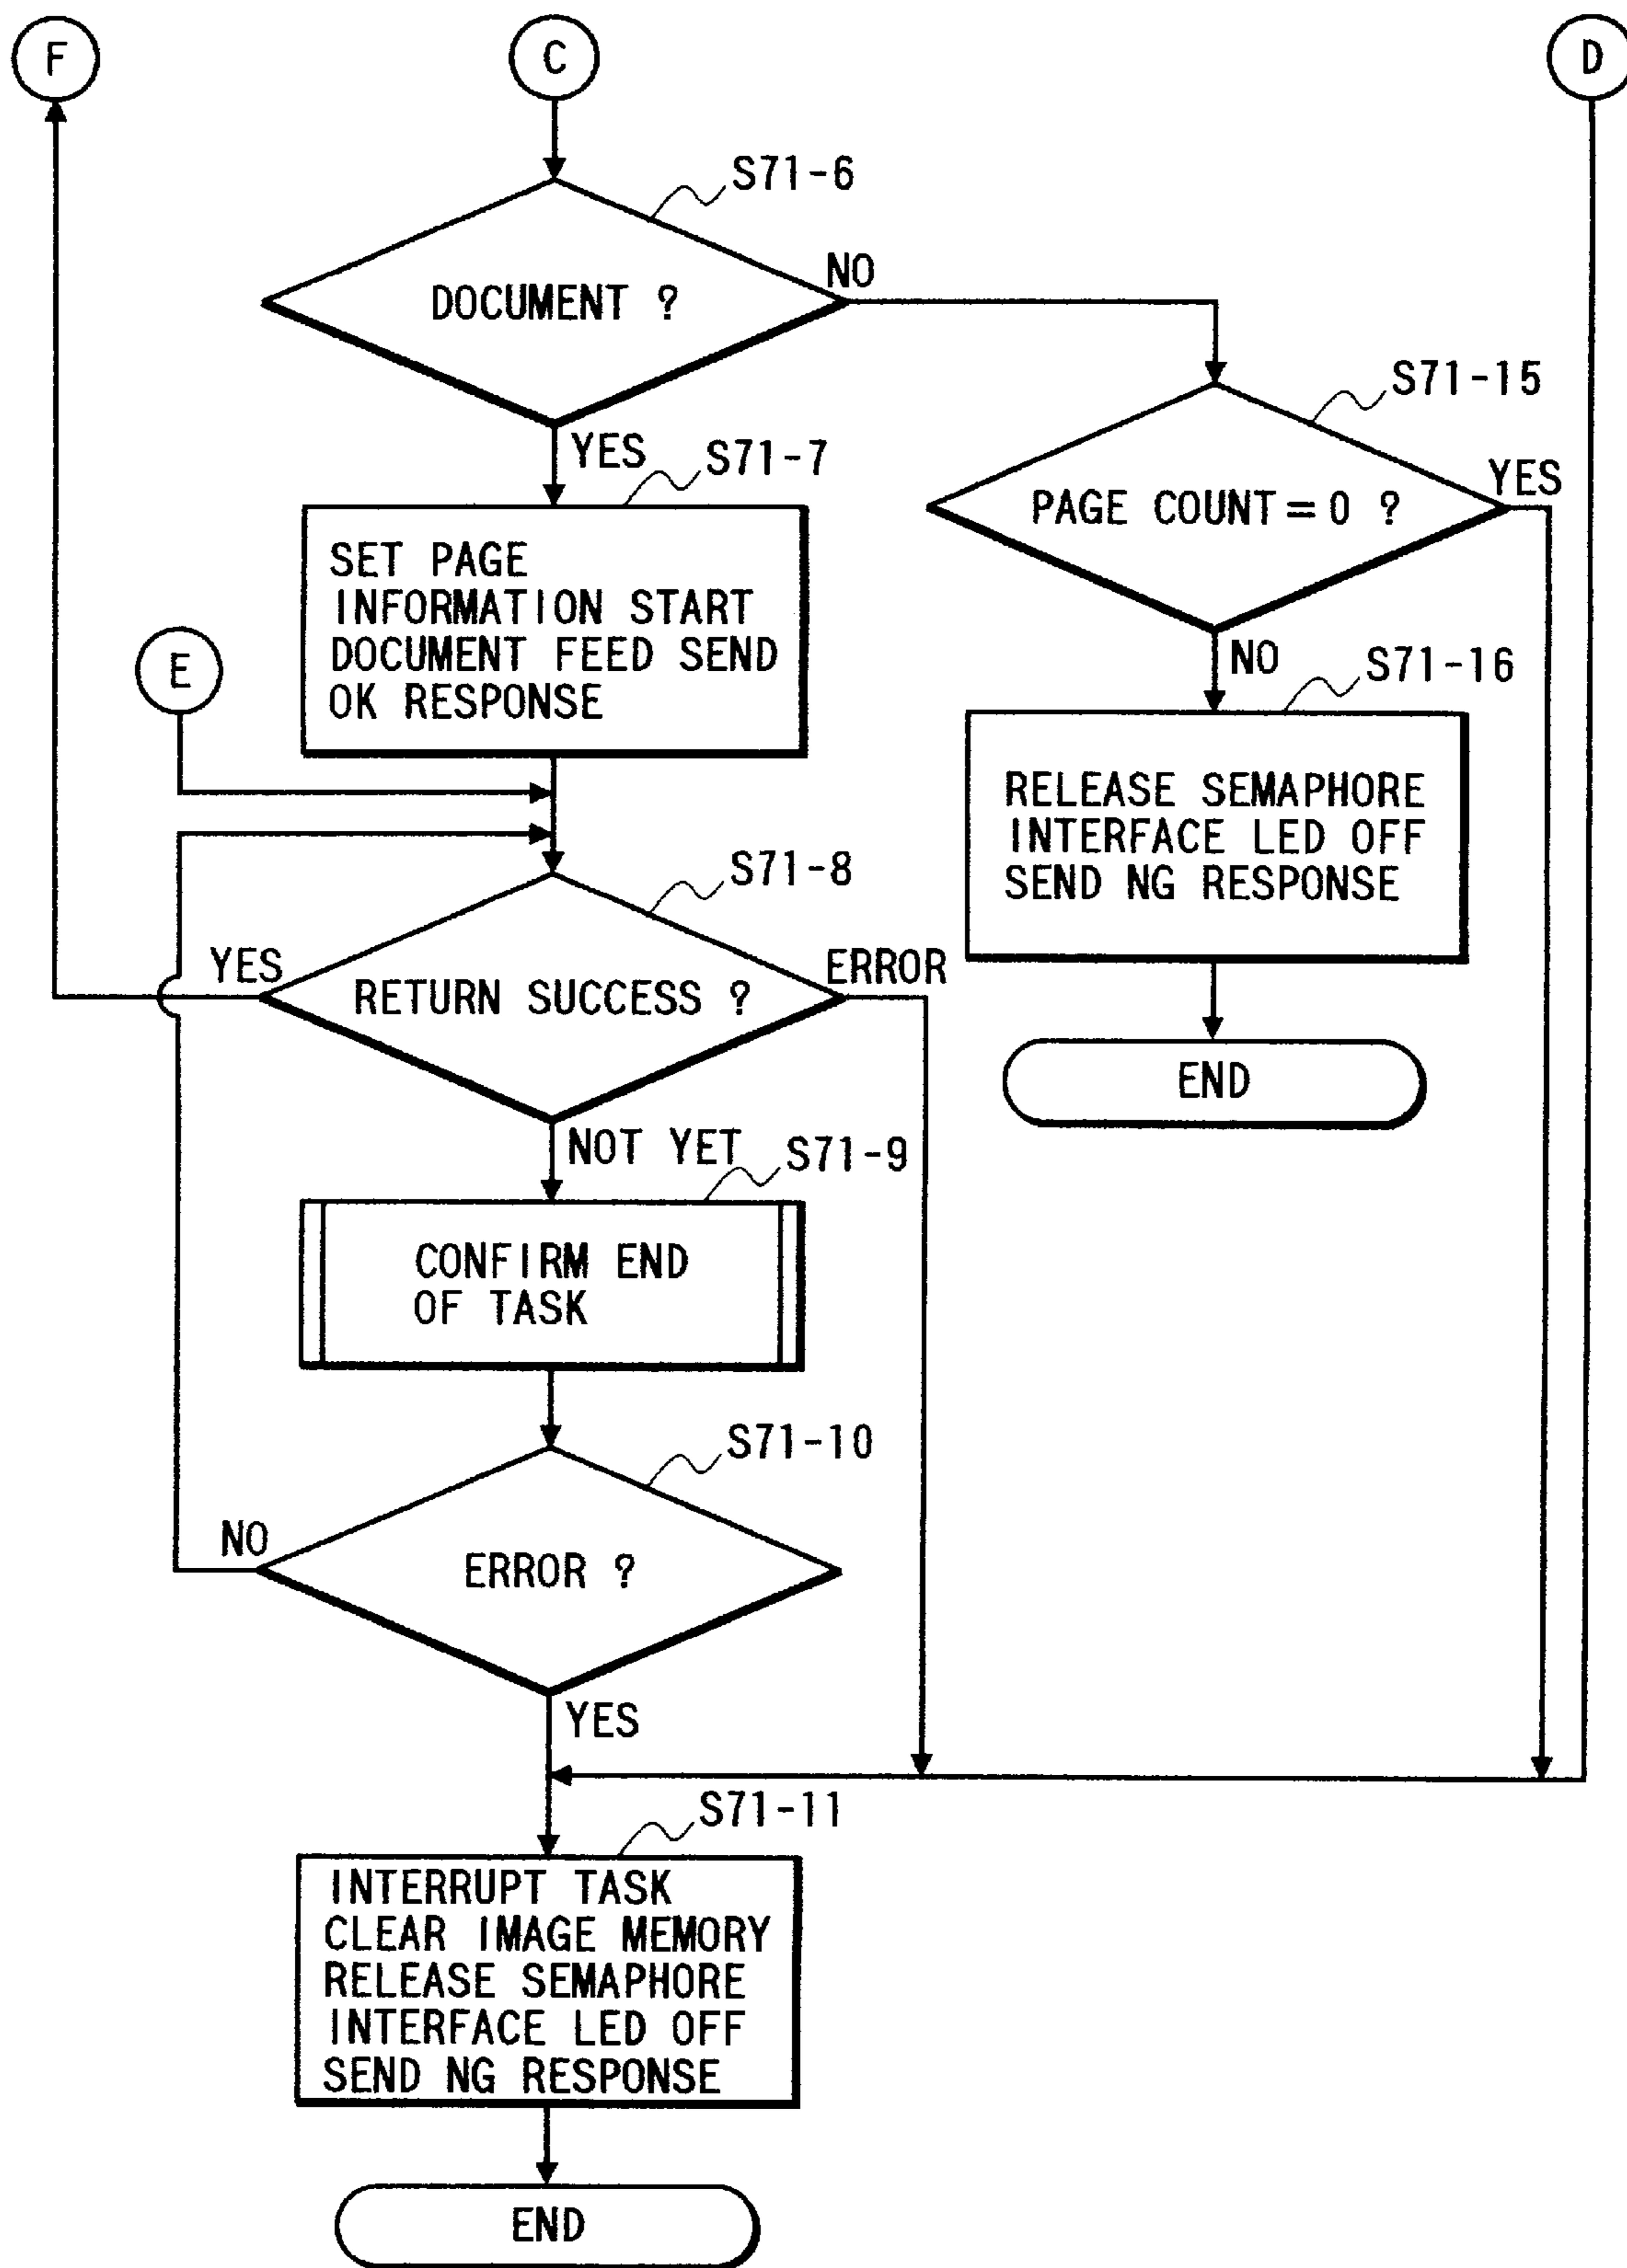 F
C
D
S71-6
DOCUMENT ?
NO
YES
S71-15
PAGE COUNT = 0 ?
YES
NO
S71-7
SET PAGE
INFORMATION START
DOCUMENT FEED SEND
OK RESPONSE
E
S71-16
RELEASE SEMAPHORE
INTERFACE LED OFF
SEND NG RESPONSE
END
S71-8
RETURN SUCCESS ?
YES
ERROR
NOT YET
S71-9
CONFIRM END
OF TASK
S71-10
ERROR ?
NO
YES
S71-11
INTERRUPT TASK
CLEAR IMAGE MEMORY
RELEASE SEMAPHORE
INTERFACE LED OFF
SEND NG RESPONSE
END